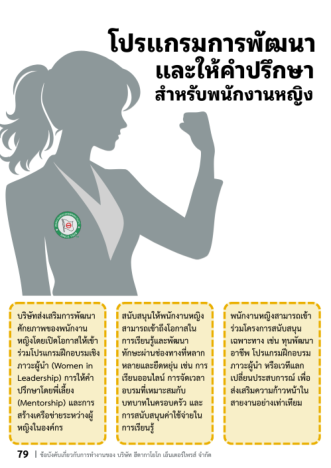 โปรแกรมการพัฒนา
และให้คำปรึกษา
สำหรับพนักงานหญิง
บริษัทส่งเสริมการพัฒนา
ศักยภาพของพนักงาน
หญิงโดยเปิดโอกาสให้เข้า
ร่วมโปรแกรมฝึกอบรมเชิง
ภาวะผู้นำ (Women in
Leadership) การให้คำ
ปรึกษาโดยพี่เลี้ยง
(Mentorship) และการ
สร้างเครือข่ายระหว่างผู้
หญิงในองค์กร
สนับสนุนให้พนักงานหญิง
สามารถเข้าถึงโอกาสใน
การเรียนรู้และพัฒนา
ทักษะผ่านช่องทางที่หลาก
หลายและยืดหยุ่น เช่น การ
เรียนออนไลน์ การจัดเวลา
อบรมที่เหมาะสมกับ
บทบาทในครอบครัว และ
การสนับสนุนค่าใช้จ่ายใน
การเรียนรู้
พนักงานหญิงสามารถเข้า
ร่วมโครงการสนับสนุน
เฉพาะทาง เช่น ทุนพัฒนา
อาชีพ โปรแกรมฝึกอบรม
ภาวะผู้นำ หรือเวทีแลก
เปลี่ยนประสบการณ์ เพื่อ
ส่งเสริมความก้าวหน้าใน
สายงานอย่างเท่าเทียม
79 | ข้อบังคับเกี่ยวกับการทำงานของ บริษัท ฮีดากาโยโก เอ็นเตอร์ไพรส์ จำกัด